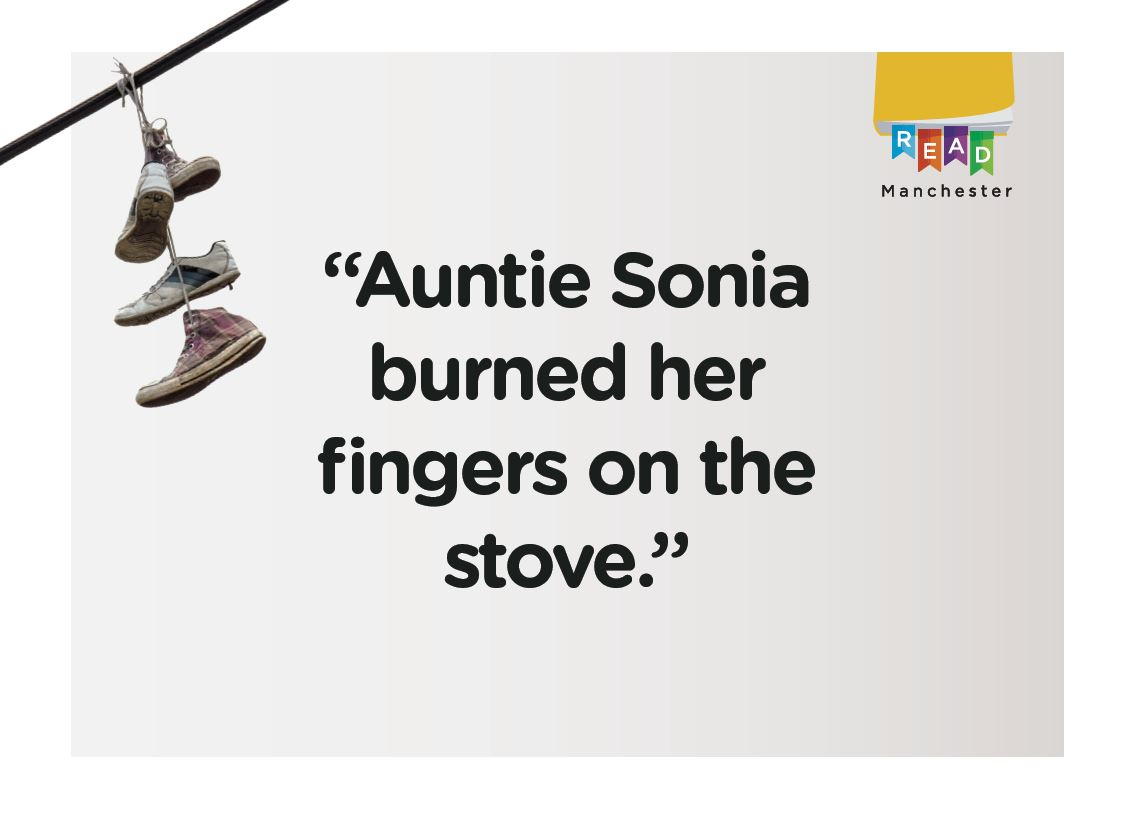 READ
Manchester
“Auntie Sonia
burned her
fingers on the
stove.”